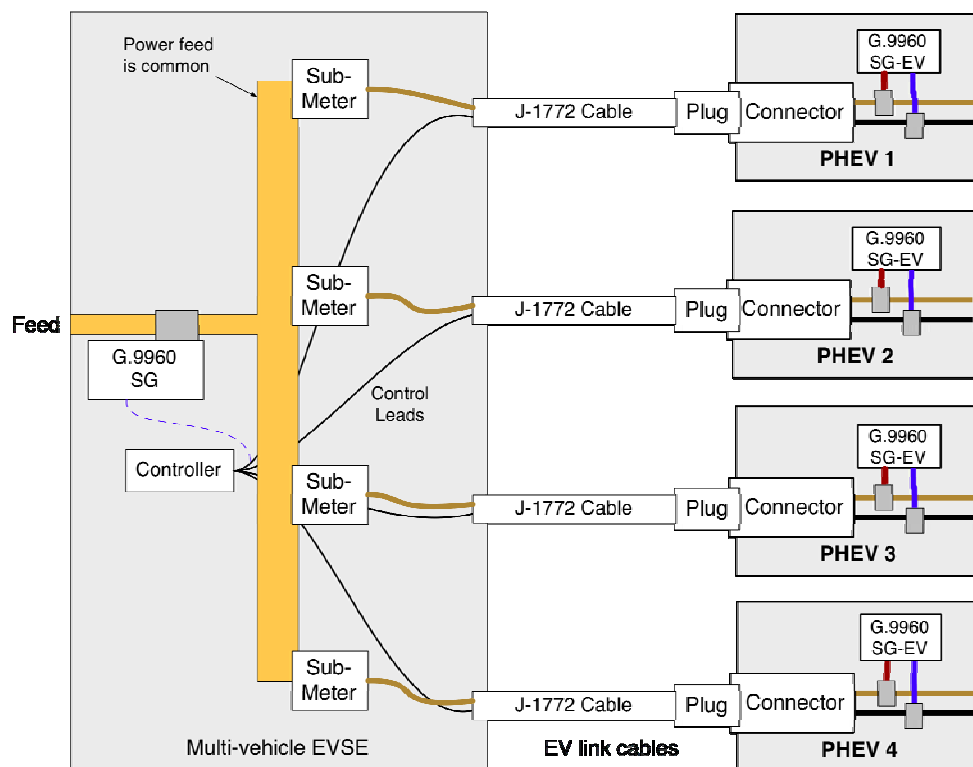 Power feed
is common
Sub-
Meter
J-1772 Cable
Plug
Connector
G.9960
SG-EV
PHEV 1
Sub-
Meter
J-1772 Cable
Plug
Connector
G.9960
SG-EV
PHEV 2
Feed
G.9960
SG
Control
Leads
Controller
Sub-
Meter
J-1772 Cable
Plug
Connector
G.9960
SG-EV
PHEV 3
Sub-
Meter
J-1772 Cable
Plug
Connector
G.9960
SG-EV
PHEV 4
Multi-vehicle EVSE
EV link cables